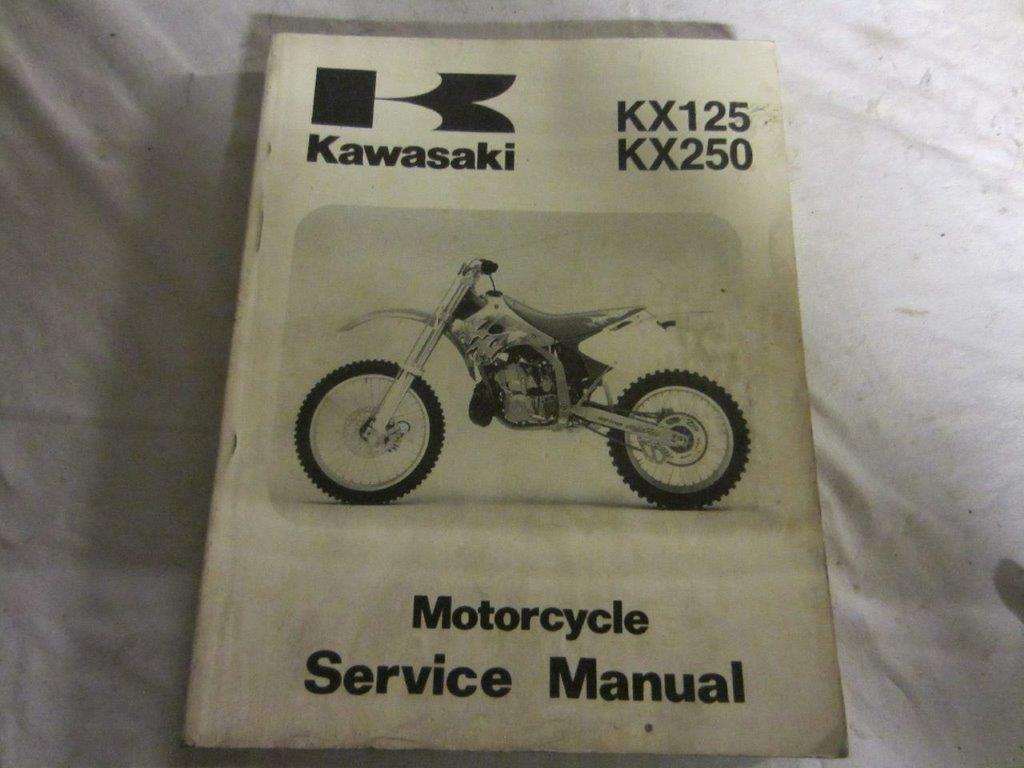 Kawasaki
KX125
KX250
Motorcycle
Service Manual